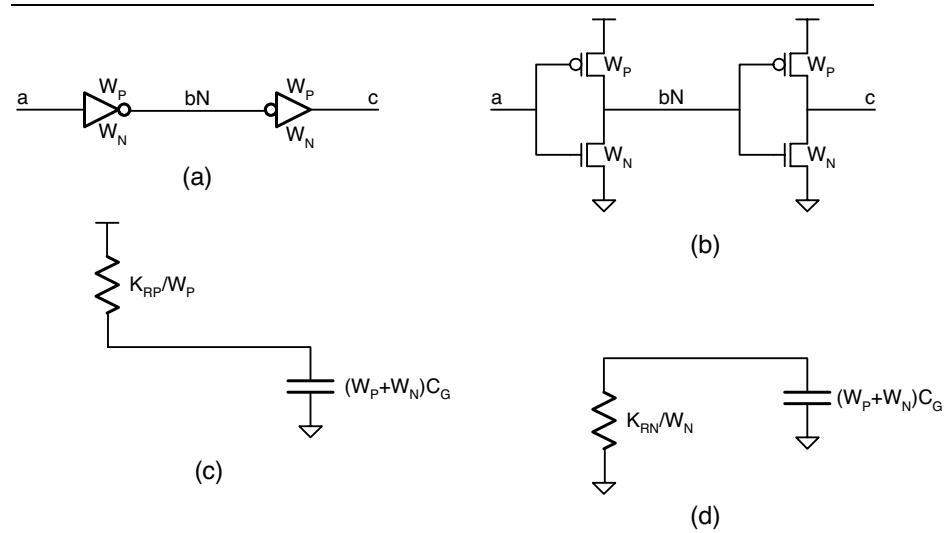 W_P
a bN c
W_N
W_P
W_N
(a)
W_P
W_P
a bN c
W_N
W_N
(b)
K_RP/W_P
(W_P+W_N)C_G
(c)
K_RN/W_N
(W_P+W_N)C_G
(d)